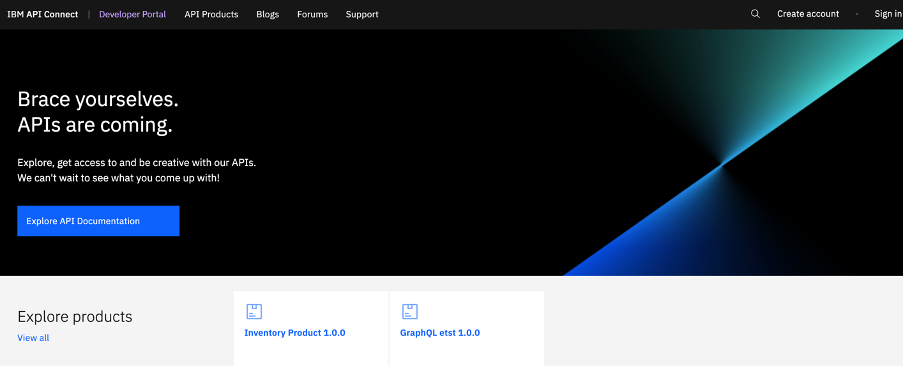 IBM API Connect | Developer Portal API Products Blogs Forums Support Create account · Sign in
Brace yourselves.
APIs are coming.
Explore, get access to and be creative with our APIs.
We can't wait to see what you come up with!
Explore API Documentation
Explore products
View all
Inventory Product 1.0.0
GraphQL etst 1.0.0